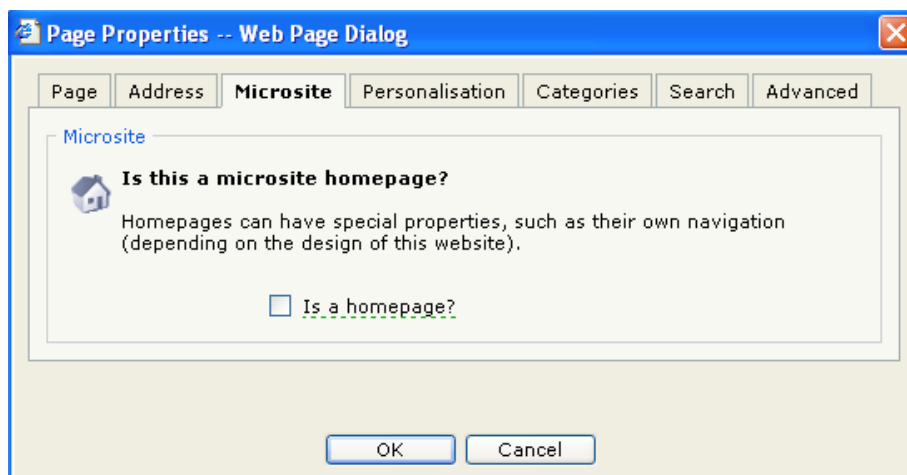 Page Properties -- Web Page Dialog
Page Address Microsite Personalisation Categories Search Advanced
Microsite
Is this a microsite homepage?
Homepages can have special properties, such as their own navigation
(depending on the design of this website).
Is a homepage?
OK Cancel